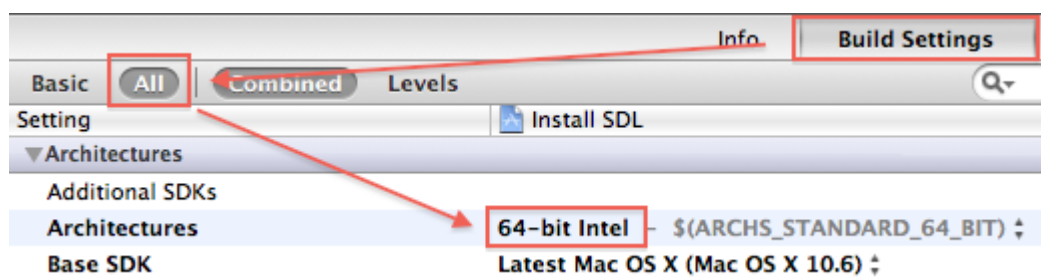 Info Build Settings
Basic All Combined Levels
Setting Install SDL
Architectures
Additional SDKs
Architectures 64-bit Intel - $(ARCHS_STANDARD_64_BIT)
Base SDK Latest Mac OS X (Mac OS X 10.6)